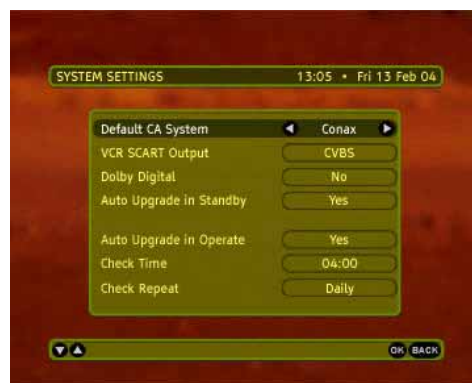 SYSTEM SETTINGS 13:05 • Fri 13 Feb 04
Default CA System Conax
VCR SCART Output CVBS
Dolby Digital No
Auto Upgrade in Standby Yes
Auto Upgrade in Operate Yes
Check Time 04:00
Check Repeat Daily
OK BACK